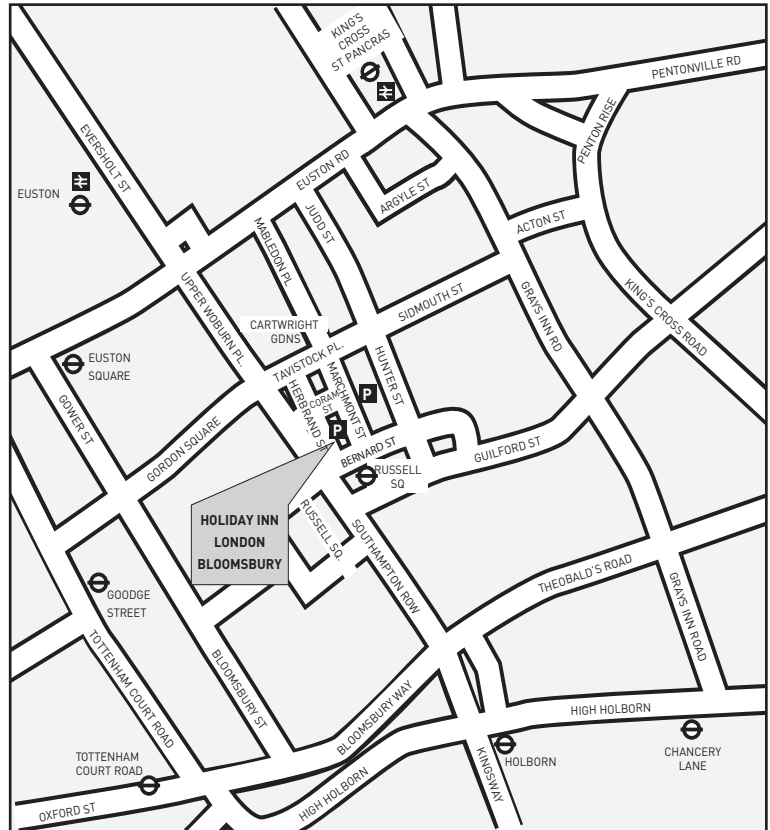 KING'S
CROSS
ST PANCRAS
PENTONVILLE RD
EVERSHOLT ST
PENTON RISE
EUSTON
EUSTON RD
ARGYLE ST
JUDD ST
MABLEDON PL.
ACTON ST
UPPER WOBURN PL.
SIDMOUTH ST
GRAYS INN RD
KING'S CROSS ROAD
CARTWRIGHT
GDNS
EUSTON
SQUARE
TAVISTOCK PL.
HUNTER ST
MARCHMONT ST
HERBRAND S
CORAM
ST
P
P
GOWER ST
GORDON SQUARE
BERNARD ST
GUILFORD ST
RUSSELL
SQ
HOLIDAY INN
LONDON
BLOOMSBURY
RUSSELL SQ.
SOUTHAMPTON ROW
THEOBALD'S ROAD
GOODGE
STREET
GRAYS INN ROAD
TOTTENHAM COURT ROAD
BLOOMSBURY ST
BLOOMSBURY WAY
HIGH HOLBORN
KINGSWAY
HOLBORN
CHANCERY
LANE
TOTTENHAM
COURT ROAD
HIGH HOLBORN
OXFORD ST